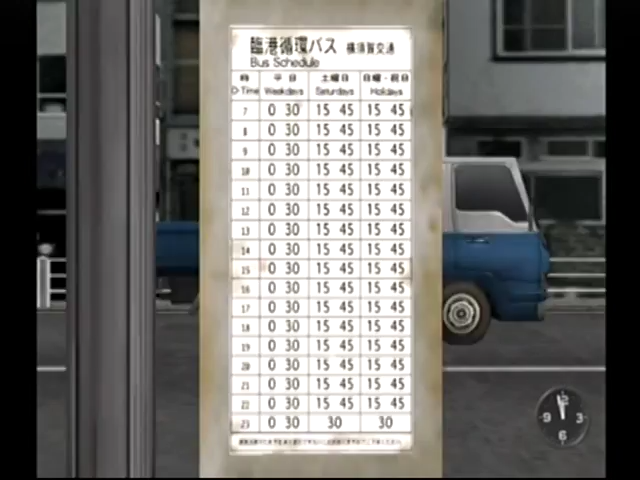 臨港循環バス 横須賀交通
Bus Schedule
時 平日 土曜日 日曜・祝日
D-Time Weekdays Saturdays Holidays
7 0 30 15 45 15 45
8 0 30 15 45 15 45
9 0 30 15 45 15 45
10 0 30 15 45 15 45
11 0 30 15 45 15 45
12 0 30 15 45 15 45
13 0 30 15 45 15 45
14 0 30 15 45 15 45
15 0 30 15 45 15 45
16 0 30 15 45 15 45
17 0 30 15 45 15 45
18 0 30 15 45 15 45
19 0 30 15 45 15 45
20 0 30 15 45 15 45
21 0 30 15 45 15 45
22 0 30 15 45 15 45
23 0 30 30 30
12
9 3
6